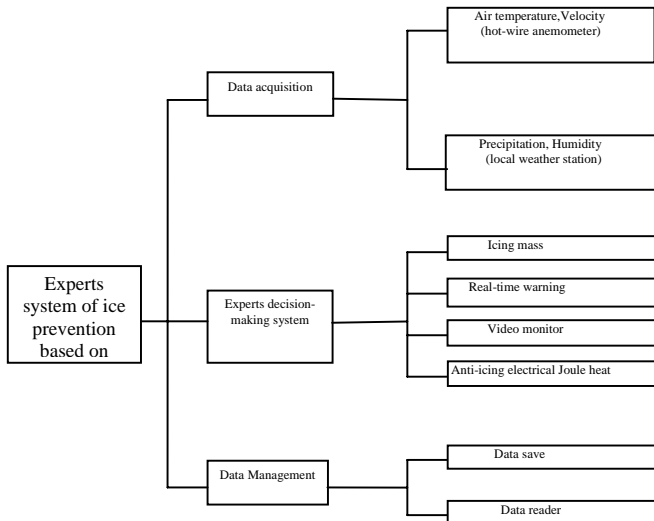 Experts
system of ice
prevention
based on
Data acquisition
Air temperature,Velocity
(hot-wire anemometer)
Precipitation, Humidity
(local weather station)
Experts decision-
making system
Icing mass
Real-time warning
Video monitor
Anti-icing electrical Joule heat
Data Management
Data save
Data reader